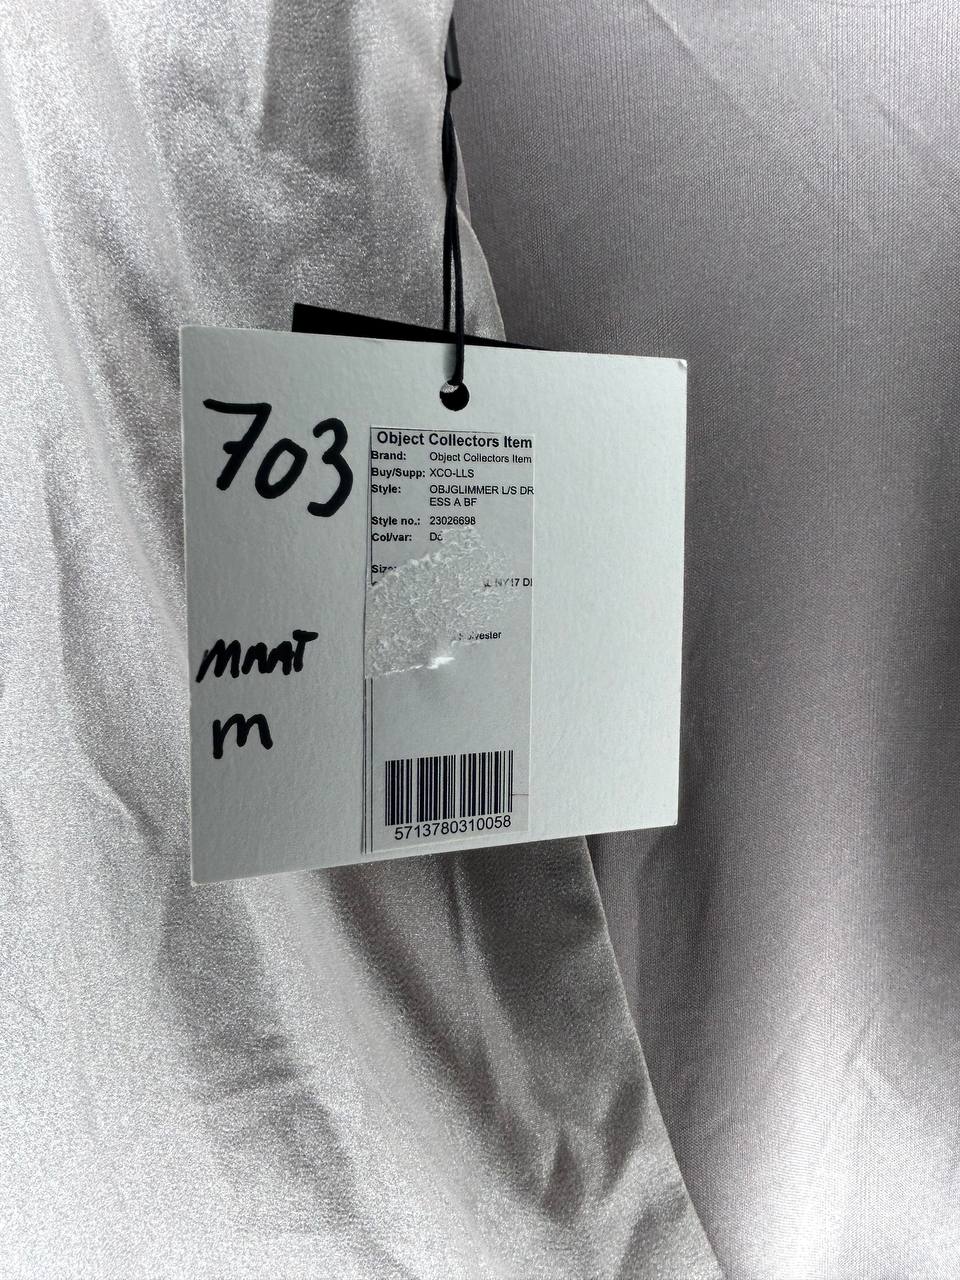 703
MAAT
M
Object Collectors Item
Brand: Object Collectors Item
Buy/Supp: XCO-LLS
Style: OBJGLIMMER L/S DR
ESS A BF
Style no.: 23026698
Col/var:
Size:
NY17
5713780310058